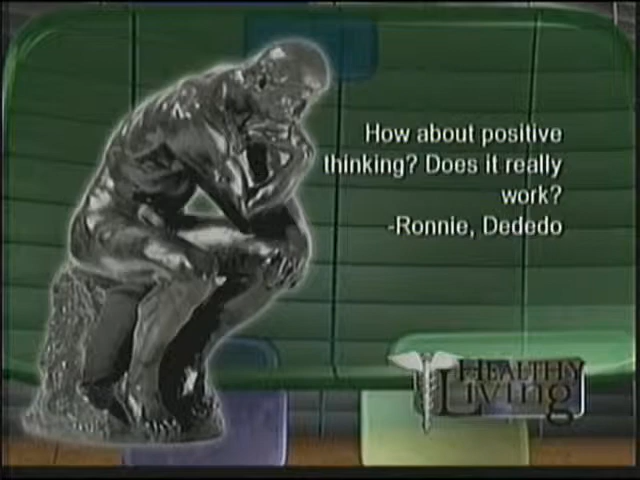 How about positive
thinking? Does it really
work?
-Ronnie, Dededo
HEALTHY
Living